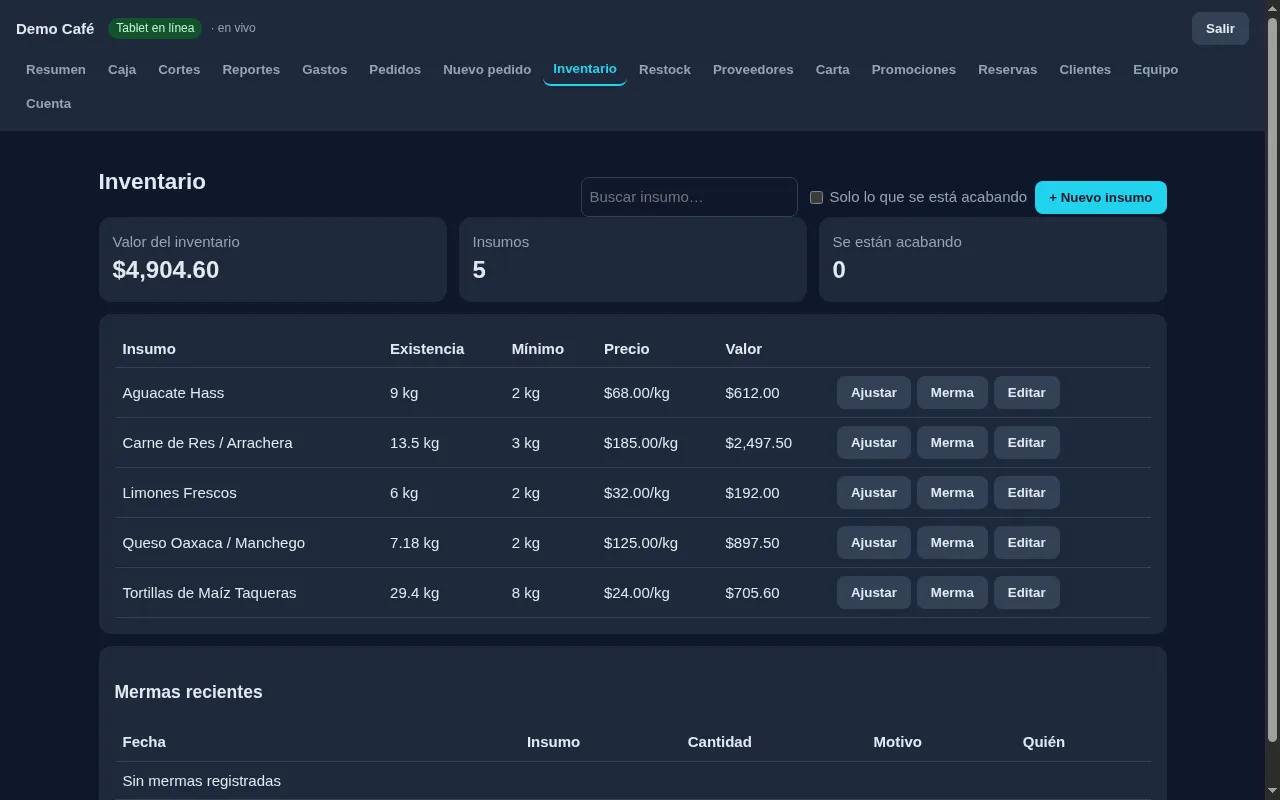 Demo Café Tablet en línea · en vivo Salir
Resumen Caja Cortes Reportes Gastos Pedidos Nuevo pedido Inventario Restock Proveedores Carta Promociones Reservas Clientes Equipo
Cuenta
Inventario
Buscar insumo… Solo lo que se está acabando + Nuevo insumo
Valor del inventario Insumos Se están acabando
$4,904.60 5 0
Insumo Existencia Mínimo Precio Valor
Aguacate Hass 9 kg 2 kg $68.00/kg $612.00 Ajustar Merma Editar
Carne de Res / Arrachera 13.5 kg 3 kg $185.00/kg $2,497.50 Ajustar Merma Editar
Limones Frescos 6 kg 2 kg $32.00/kg $192.00 Ajustar Merma Editar
Queso Oaxaca / Manchego 7.18 kg 2 kg $125.00/kg $897.50 Ajustar Merma Editar
Tortillas de Maíz Taqueras 29.4 kg 8 kg $24.00/kg $705.60 Ajustar Merma Editar
Mermas recientes
Fecha Insumo Cantidad Motivo Quién
Sin mermas registradas